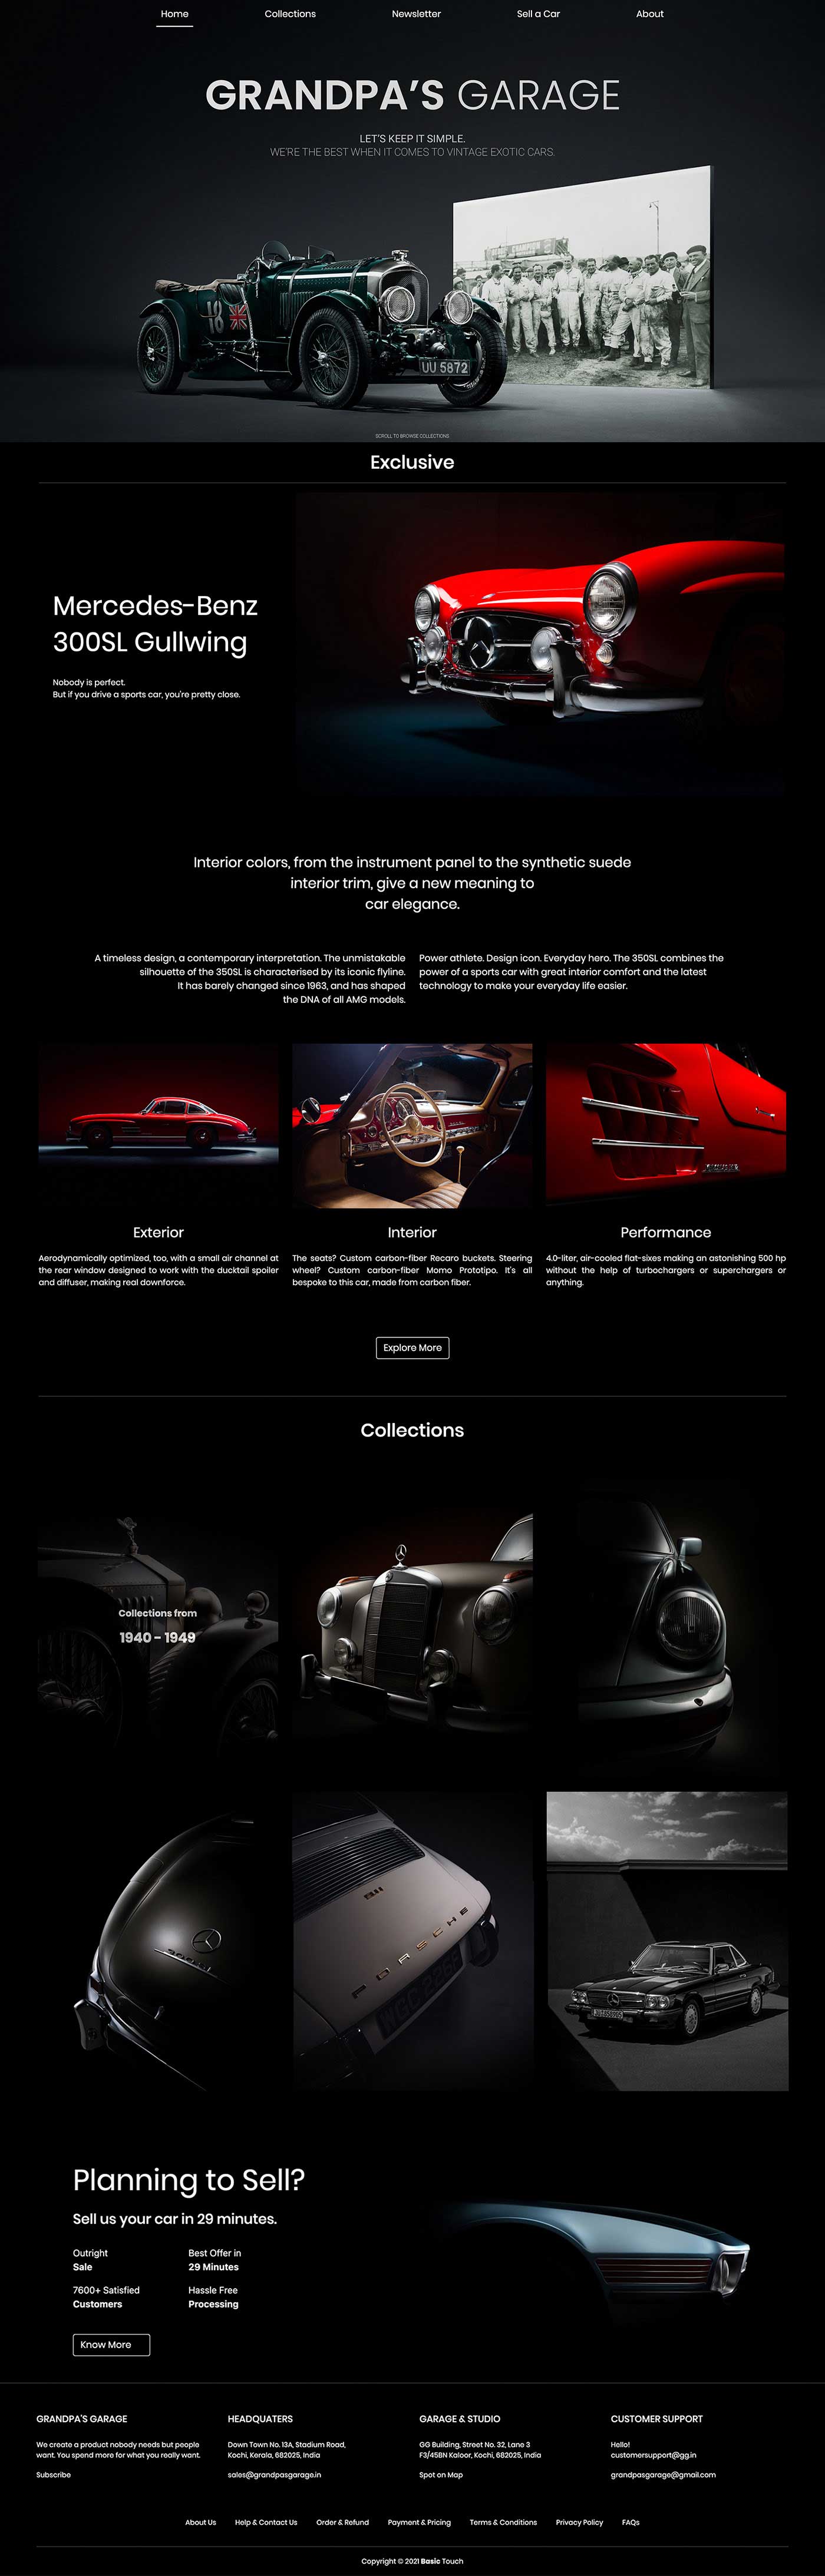 Home Collections Newsletter Sell a Car About
GRANDPA'S GARAGE
LET'S KEEP IT SIMPLE.
WE'RE THE BEST WHEN IT COMES TO VINTAGE EXOTIC CARS.
18
UU 5872
SCROLL TO BROWSE COLLECTIONS
Exclusive
Mercedes-Benz
300SL Gullwing
Nobody is perfect.
But if you drive a sports car, you're pretty close.
Interior colors, from the instrument panel to the synthetic suede
interior trim, give a new meaning to
car elegance.
A timeless design, a contemporary interpretation. The unmistakable
silhouette of the 350SL is characterised by its iconic flyline.
It has barely changed since 1963, and has shaped
the DNA of all AMG models.
Power athlete. Design icon. Everyday hero. The 350SL combines the
power of a sports car with great interior comfort and the latest
technology to make your everyday life easier.
Exterior
Aerodynamically optimized, too, with a small air channel at
the rear window designed to work with the ducktail spoiler
and diffuser, making real downforce.
Interior
The seats? Custom carbon-fiber Recaro buckets. Steering
wheel? Custom carbon-fiber Momo Prototipo. It's all
bespoke to this car, made from carbon fiber.
Performance
4.0-liter, air-cooled flat-sixes making an astonishing 500 hp
without the help of turbochargers or superchargers or
anything.
Explore More
Collections
Collections from
1940 - 1949
911
PORSCHE
Planning to Sell?
Sell us your car in 29 minutes.
Outright
Sale
Best Offer in
29 Minutes
7600+ Satisfied
Customers
Hassle Free
Processing
Know More
GRANDPA'S GARAGE
We create a product nobody needs but people
want. You spend more for what you really want.
Subscribe
HEADQUATERS
Down Town No. 13A, Stadium Road,
Kochi, Kerala, 682025, India
sales@grandpasgarage.in
GARAGE & STUDIO
GG Building, Street No. 32, Lane 3
F3/45BN Kaloor, Kochi, 682025, India
Spot on Map
CUSTOMER SUPPORT
Hello!
customersupport@gg.in
grandpasgarage@gmail.com
About Us Help & Contact Us Order & Refund Payment & Pricing Terms & Conditions Privacy Policy FAQs
Copyright © 2021 Basic Touch